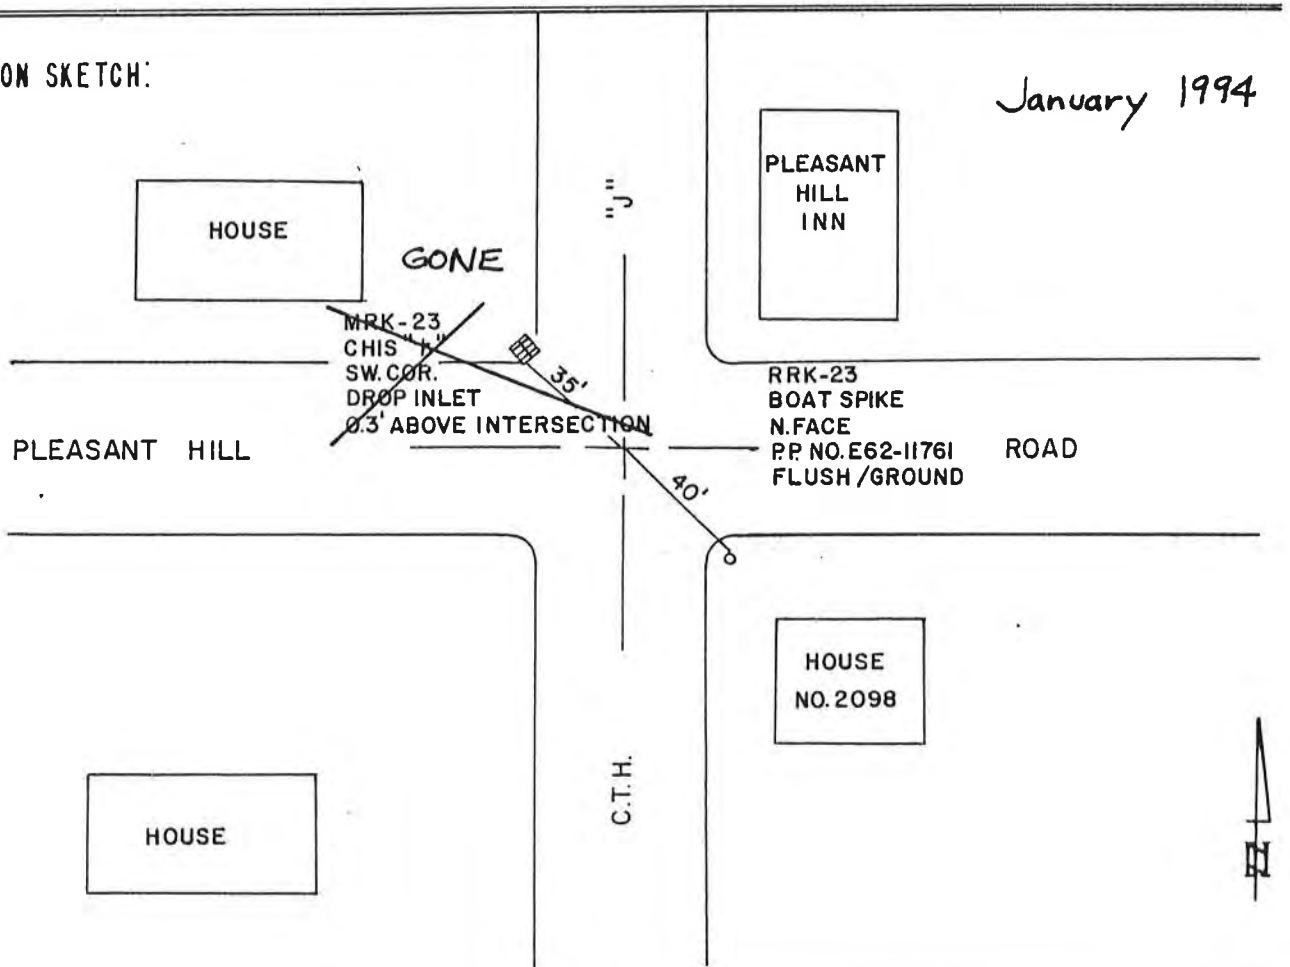 ON SKETCH:
January 1994
PLEASANT
HILL
INN
"J"
HOUSE
GONE
MRK-23
CHIS "h"
SW. COR.
DROP INLET
0.3' ABOVE INTERSECTION
35'
RRK-23
BOAT SPIKE
N. FACE
P.P. NO. E62-11761
FLUSH/GROUND
PLEASANT HILL
ROAD
40'
HOUSE
NO. 2098
C.T.H.
HOUSE
N